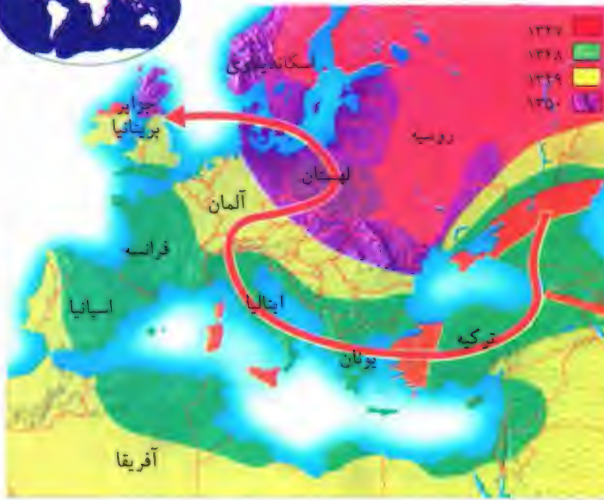 ۱۳۴۷
۱۳۴۸
۱۳۴۹
۱۳۵۰
اسکاندیناوی
جزایر
بریتانیا
روسیه
لهستان
آلمان
فرانسه
اسپانیا
ایتالیا
یونان
ترکیه
آفریقا